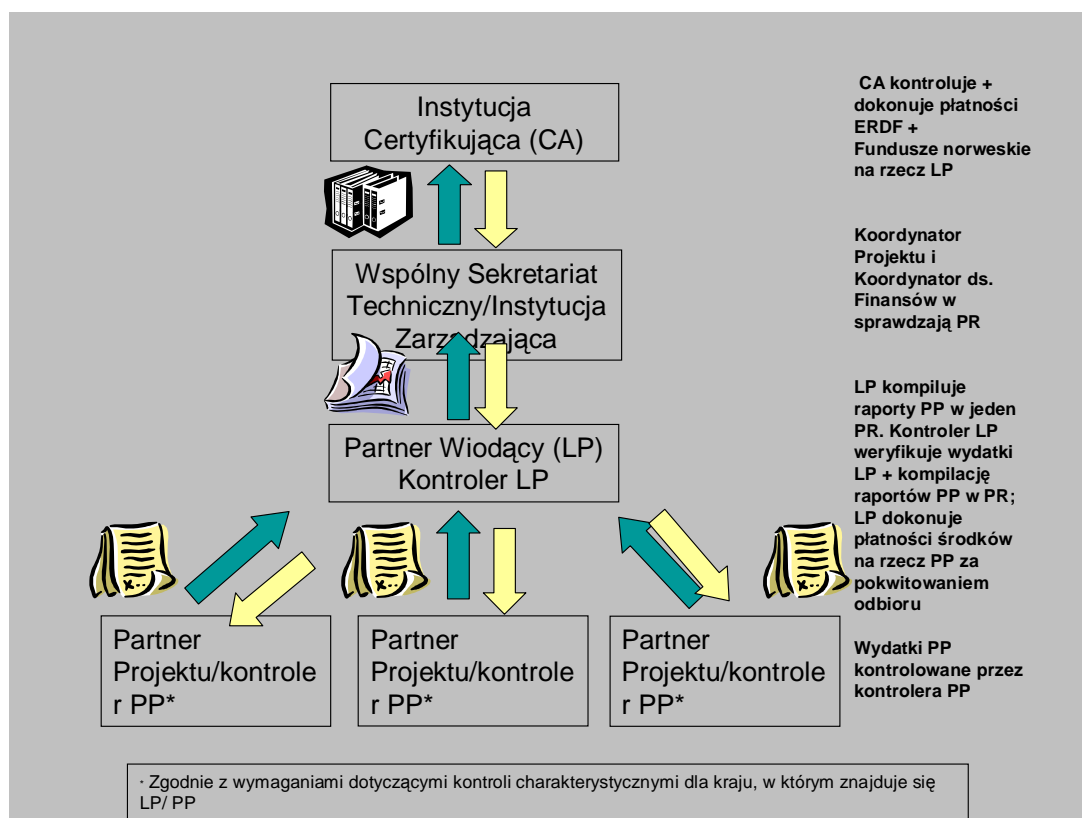 Instytucja
Certyfikująca (CA)
CA kontroluje +
dokonuje płatności
ERDF +
Fundusze norweskie
na rzecz LP
Wspólny Sekretariat
Techniczny/Instytucja
Zarządzająca
Koordynator
Projektu i
Koordynator ds.
Finansów w
sprawdzają PR
Partner Wiodący (LP)
Kontroler LP
LP kompiluje
raporty PP w jeden
PR. Kontroler LP
weryfikuje wydatki
LP + kompilację
raportów PP w PR;
LP dokonuje
płatności środków
na rzecz PP za
pokwitowaniem
odbioru
Partner
Projektu/kontrole
r PP*
Partner
Projektu/kontrole
r PP*
Partner
Projektu/kontrole
r PP*
Wydatki PP
kontrolowane przez
kontrolera PP
· Zgodnie z wymaganiami dotyczącymi kontroli charakterystycznymi dla kraju, w którym znajduje się
LP/ PP